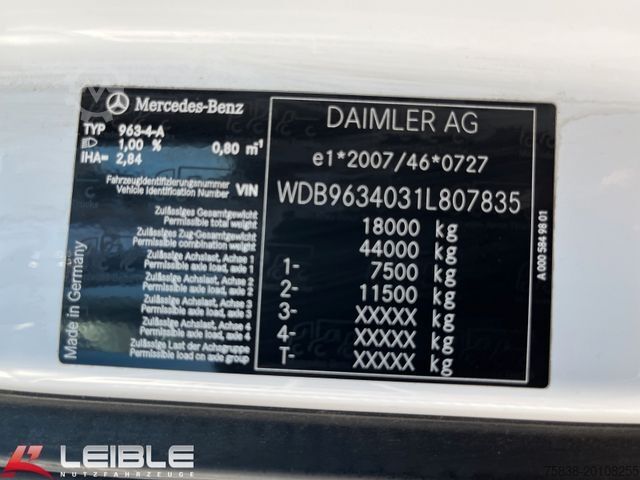 Mercedes-Benz
TYP 963-4-A
1,00 % 0,80 m⁻¹
IHA= 2,84
Fahrzeugidentifizierungsnummer
Vehicle Identification Number VIN
Zulässiges Gesamtgewicht
Permissible total weight
Zulässiges Zug-Gesamtgewicht
Permissible combination weight
Zulässige Achslast, Achse 1
Permissible axle load, axle 1
Zulässige Achslast, Achse 2
Permissible axle load, axle 2
Zulässige Achslast, Achse 3
Permissible axle load, axle 3
Zulässige Achslast, Achse 4
Permissible axle load, axle 4
Zulässige Last der Achsgruppe
Permissible load on axle group
Made in Germany
DAIMLER AG
e1*2007/46*0727
WDB9634031L807835
18000 kg
44000 kg
1- 7500 kg
2- 11500 kg
3- XXXXX kg
4- XXXXX kg
T- XXXXX kg
A 000 584 98 01
LEIBLE
NUTZFAHRZEUGE
75838-20108255